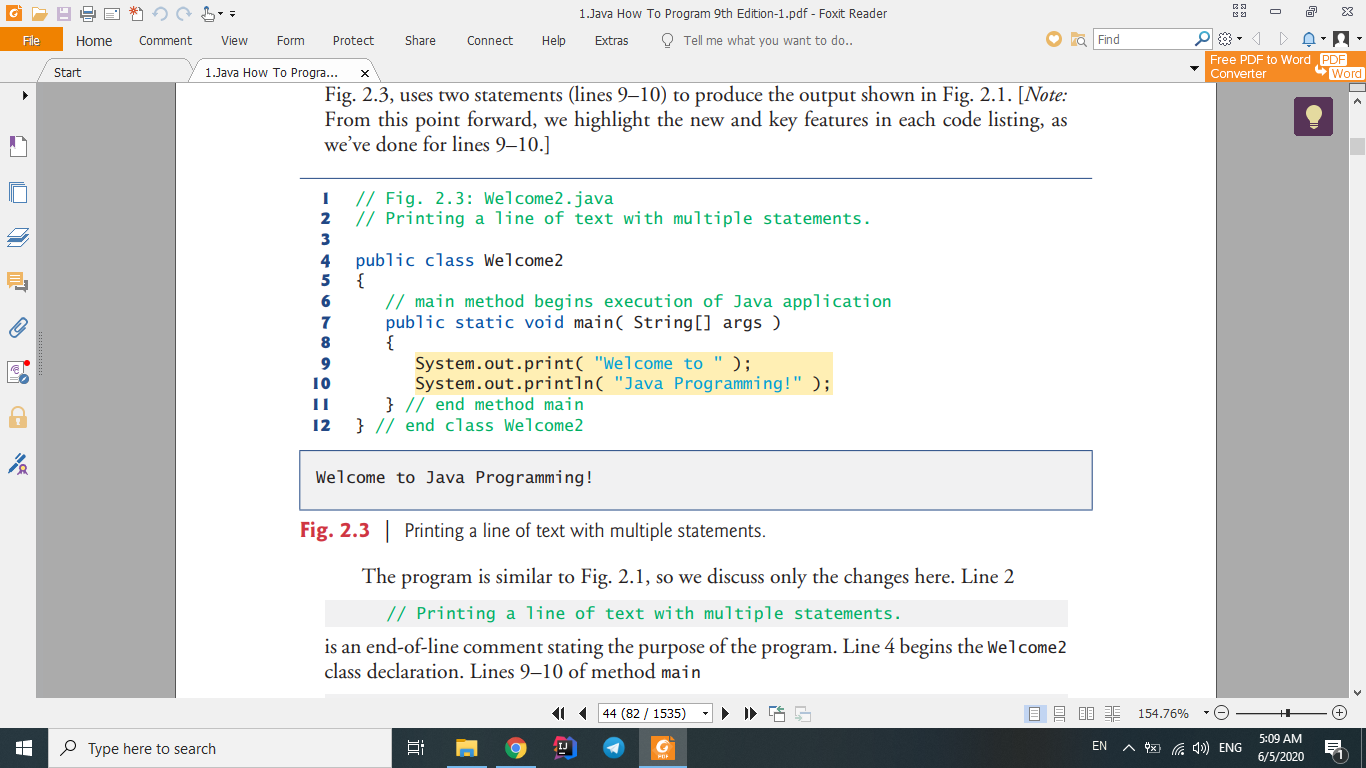 1.Java How To Program 9th Edition-1.pdf - Foxit Reader
File Home Comment View Form Protect Share Connect Help Extras Tell me what you want to do.. Find
Start 1.Java How To Progra... Free PDF to Word Converter PDF Word
Fig. 2.3, uses two statements (lines 9–10) to produce the output shown in Fig. 2.1. [Note:
From this point forward, we highlight the new and key features in each code listing, as
we've done for lines 9–10.]
1 // Fig. 2.3: Welcome2.java
2 // Printing a line of text with multiple statements.
3
4 public class Welcome2
5 {
6 // main method begins execution of Java application
7 public static void main( String[] args )
8 {
9 System.out.print( "Welcome to " );
10 System.out.println( "Java Programming!" );
11 } // end method main
12 } // end class Welcome2
Welcome to Java Programming!
Fig. 2.3 | Printing a line of text with multiple statements.
The program is similar to Fig. 2.1, so we discuss only the changes here. Line 2
// Printing a line of text with multiple statements.
is an end-of-line comment stating the purpose of the program. Line 4 begins the Welcome2
class declaration. Lines 9–10 of method main
44 (82 / 1535) 154.76%
Type here to search EN ENG 5:09 AM
6/5/2020